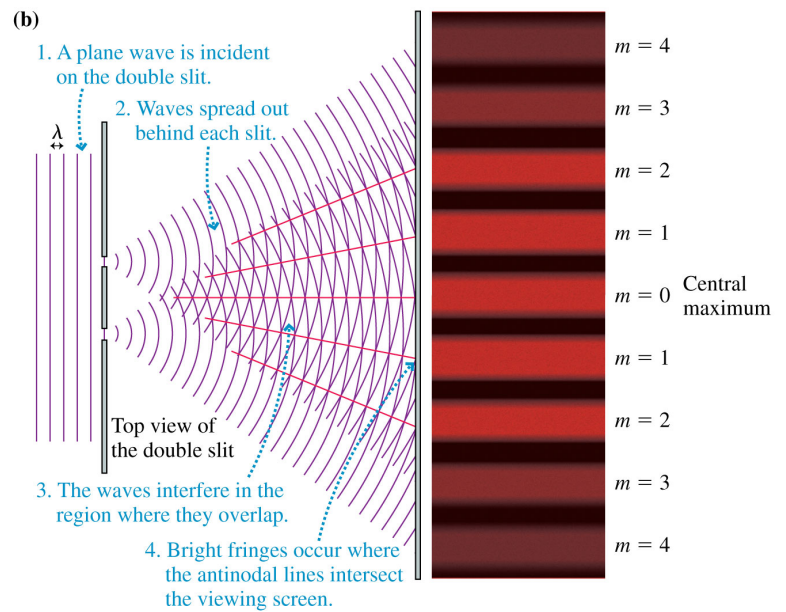 (b)
1. A plane wave is incident
on the double slit.
2. Waves spread out
behind each slit.
λ
Top view of
the double slit
3. The waves interfere in the
region where they overlap.
4. Bright fringes occur where
the antinodal lines intersect
the viewing screen.
m = 4
m = 3
m = 2
m = 1
m = 0 Central
maximum
m = 1
m = 2
m = 3
m = 4